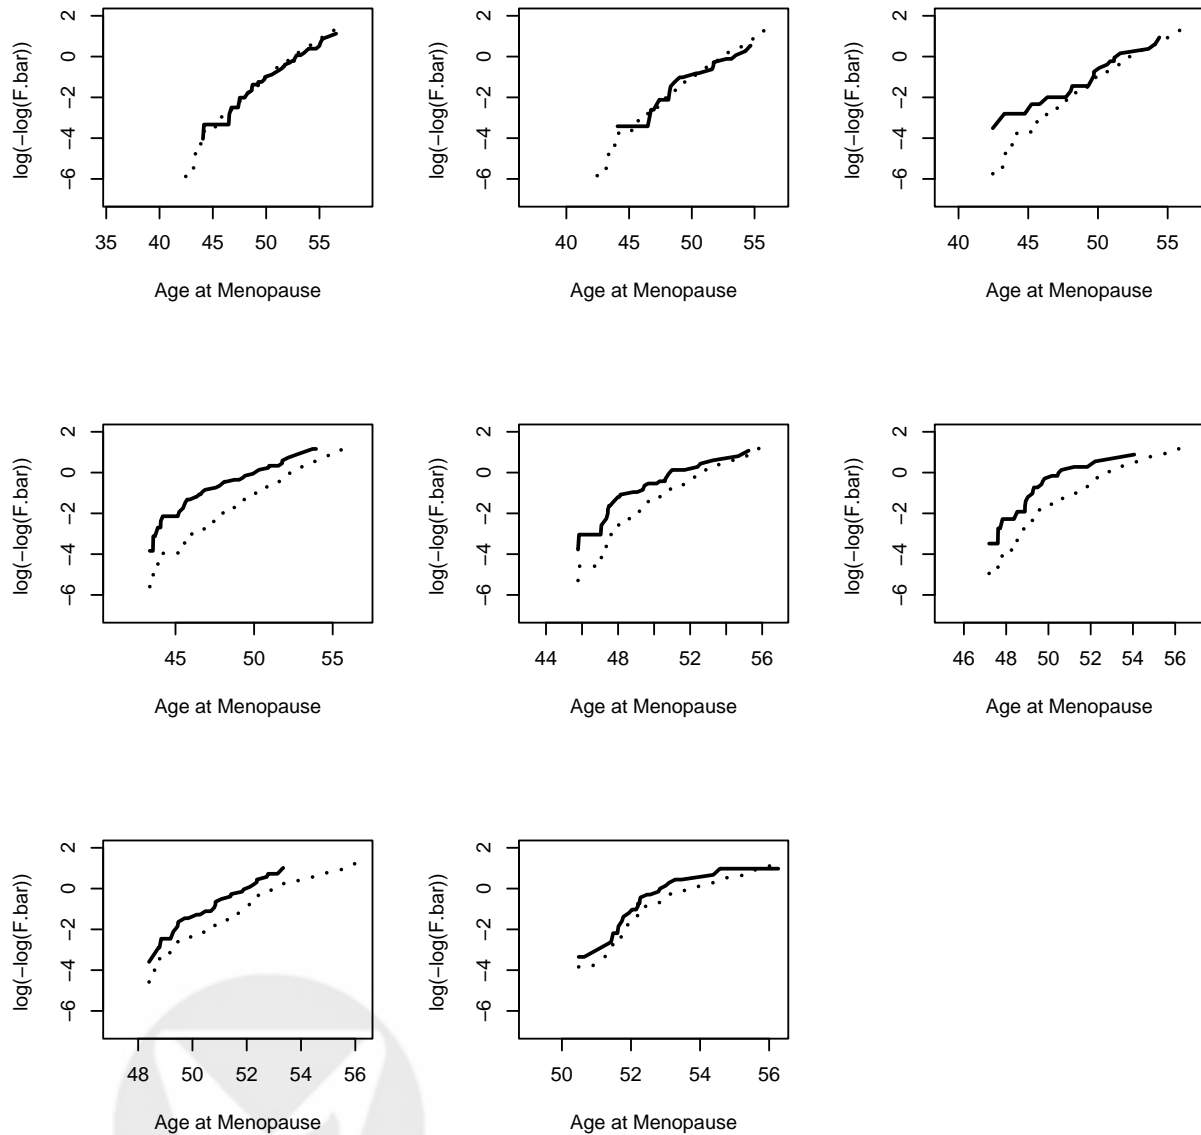 log(−log(F.bar))
2
0
−2
−4
−6
35 40 45 50 55
Age at Menopause
log(−log(F.bar))
2
0
−2
−4
−6
40 45 50 55
Age at Menopause
log(−log(F.bar))
2
0
−2
−4
−6
40 45 50 55
Age at Menopause
log(−log(F.bar))
2
0
−2
−4
−6
45 50 55
Age at Menopause
log(−log(F.bar))
2
0
−2
−4
−6
44 48 52 56
Age at Menopause
log(−log(F.bar))
2
0
−2
−4
−6
46 48 50 52 54 56
Age at Menopause
log(−log(F.bar))
2
0
−2
−4
−6
48 50 52 54 56
Age at Menopause
log(−log(F.bar))
2
0
−2
−4
−6
50 52 54 56
Age at Menopause